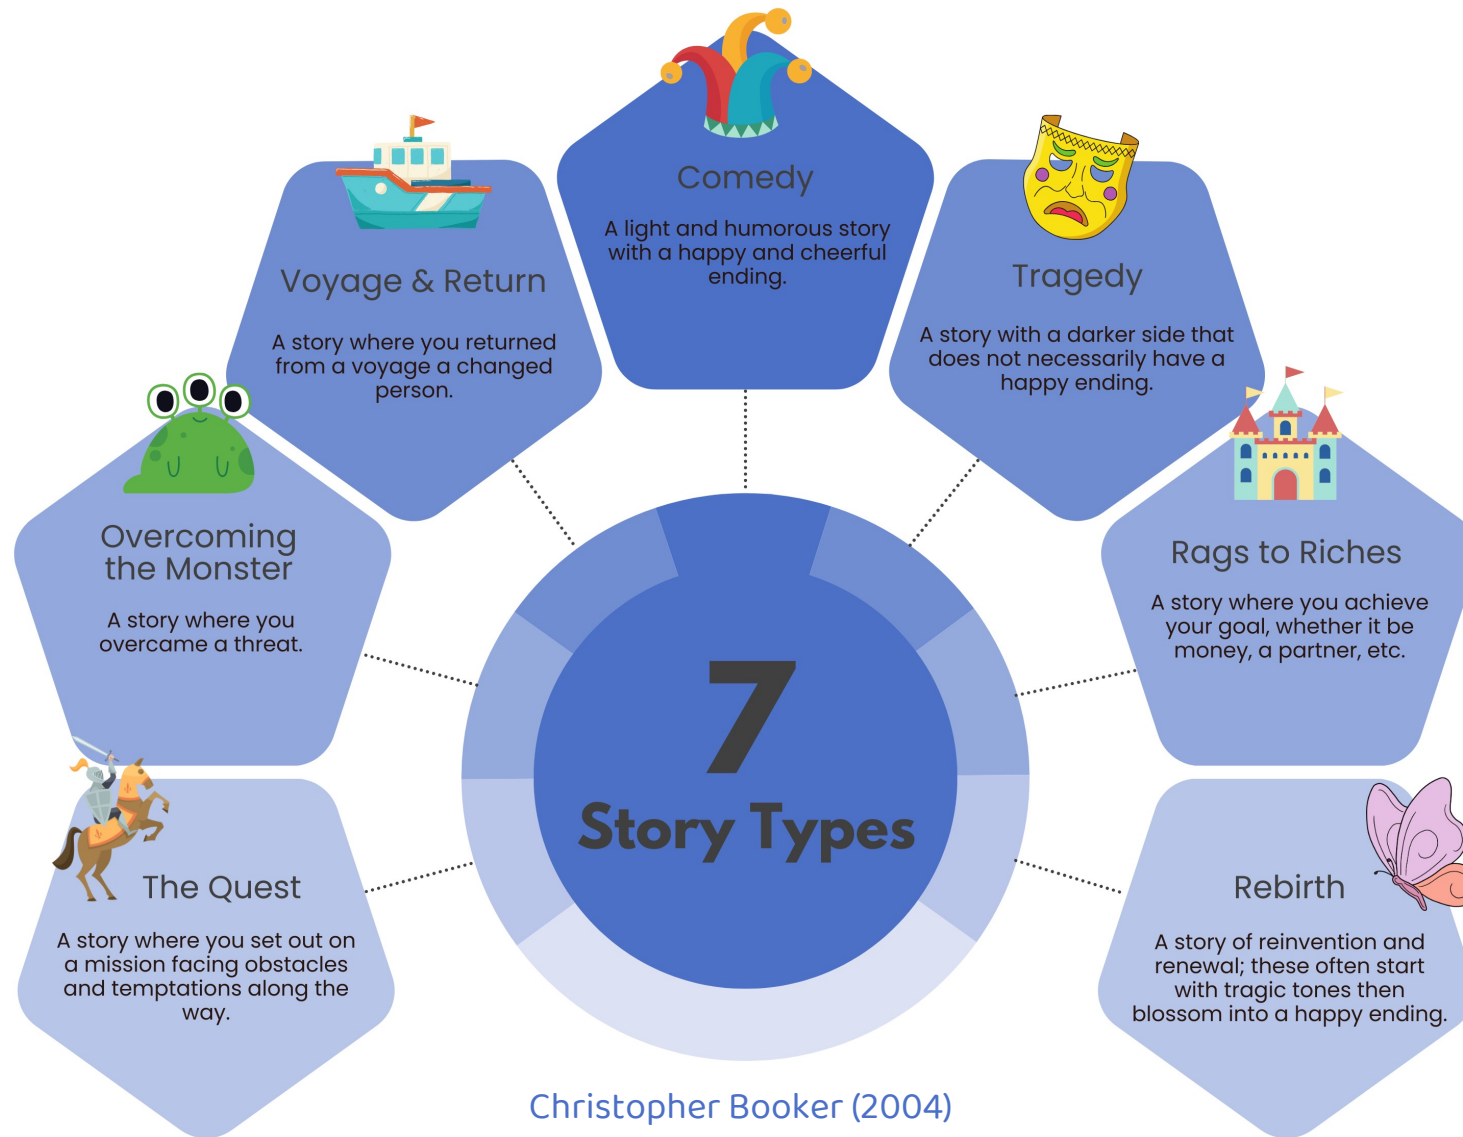 Comedy
A light and humorous story
with a happy and cheerful
ending.
Voyage & Return
A story where you returned
from a voyage a changed
person.
Tragedy
A story with a darker side that
does not necessarily have a
happy ending.
Overcoming
the Monster
A story where you
overcame a threat.
Rags to Riches
A story where you achieve
your goal, whether it be
money, a partner, etc.
7
Story Types
The Quest
A story where you set out on
a mission facing obstacles
and temptations along the
way.
Rebirth
A story of reinvention and
renewal; these often start
with tragic tones then
blossom into a happy ending.
Christopher Booker (2004)